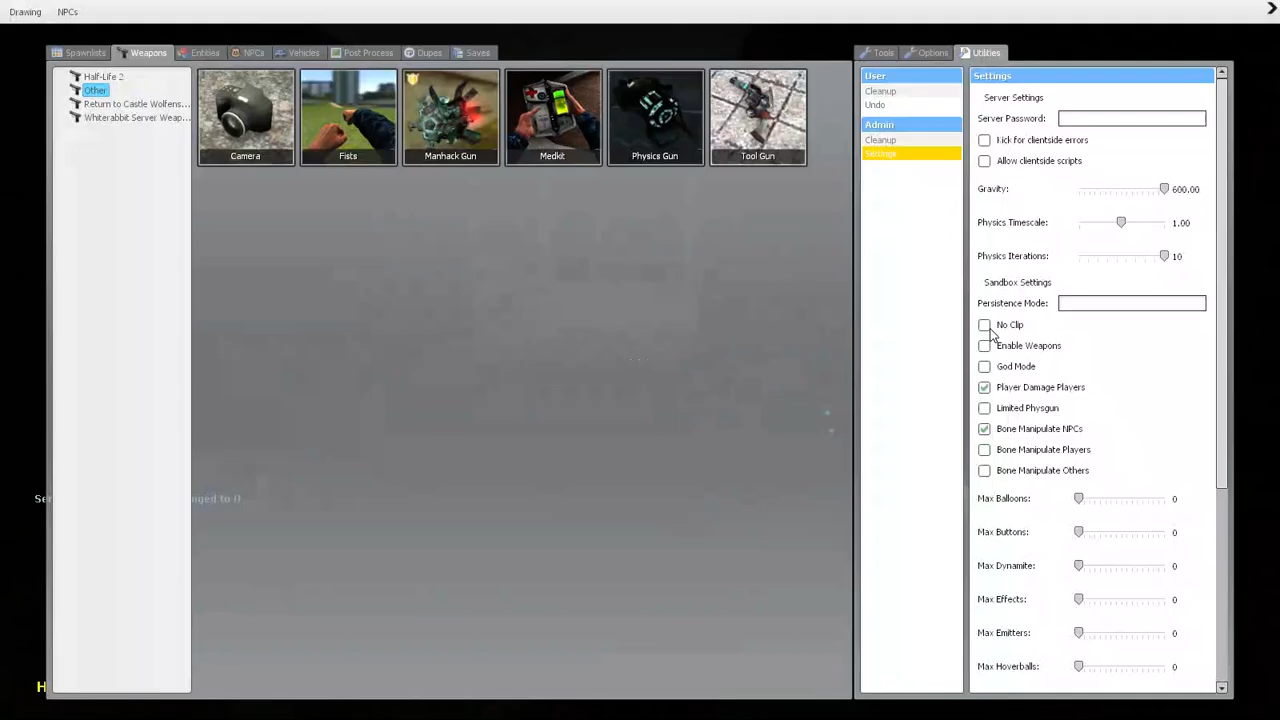 Drawing NPCs
Spawnlists Weapons Entities NPCs Vehicles Post Process Dupes Saves
Half-Life 2
Other
Return to Castle Wolfens...
Whiterabbit Server Weap...
Camera Fists Manhack Gun Medkit Physics Gun Tool Gun
Tools Options Utilities
User
Cleanup
Undo
Admin
Cleanup
Settings
Settings
Server Settings
Server Password:
Kick for clientside errors
Allow clientside scripts
Gravity: 600.00
Physics Timescale: 1.00
Physics Iterations: 10
Sandbox Settings
Persistence Mode:
No Clip
Enable Weapons
God Mode
Player Damage Players
Limited Physgun
Bone Manipulate NPCs
Bone Manipulate Players
Bone Manipulate Others
Max Balloons: 0
Max Buttons: 0
Max Dynamite: 0
Max Effects: 0
Max Emitters: 0
Max Hoverballs: 0
Se nged to 0
H